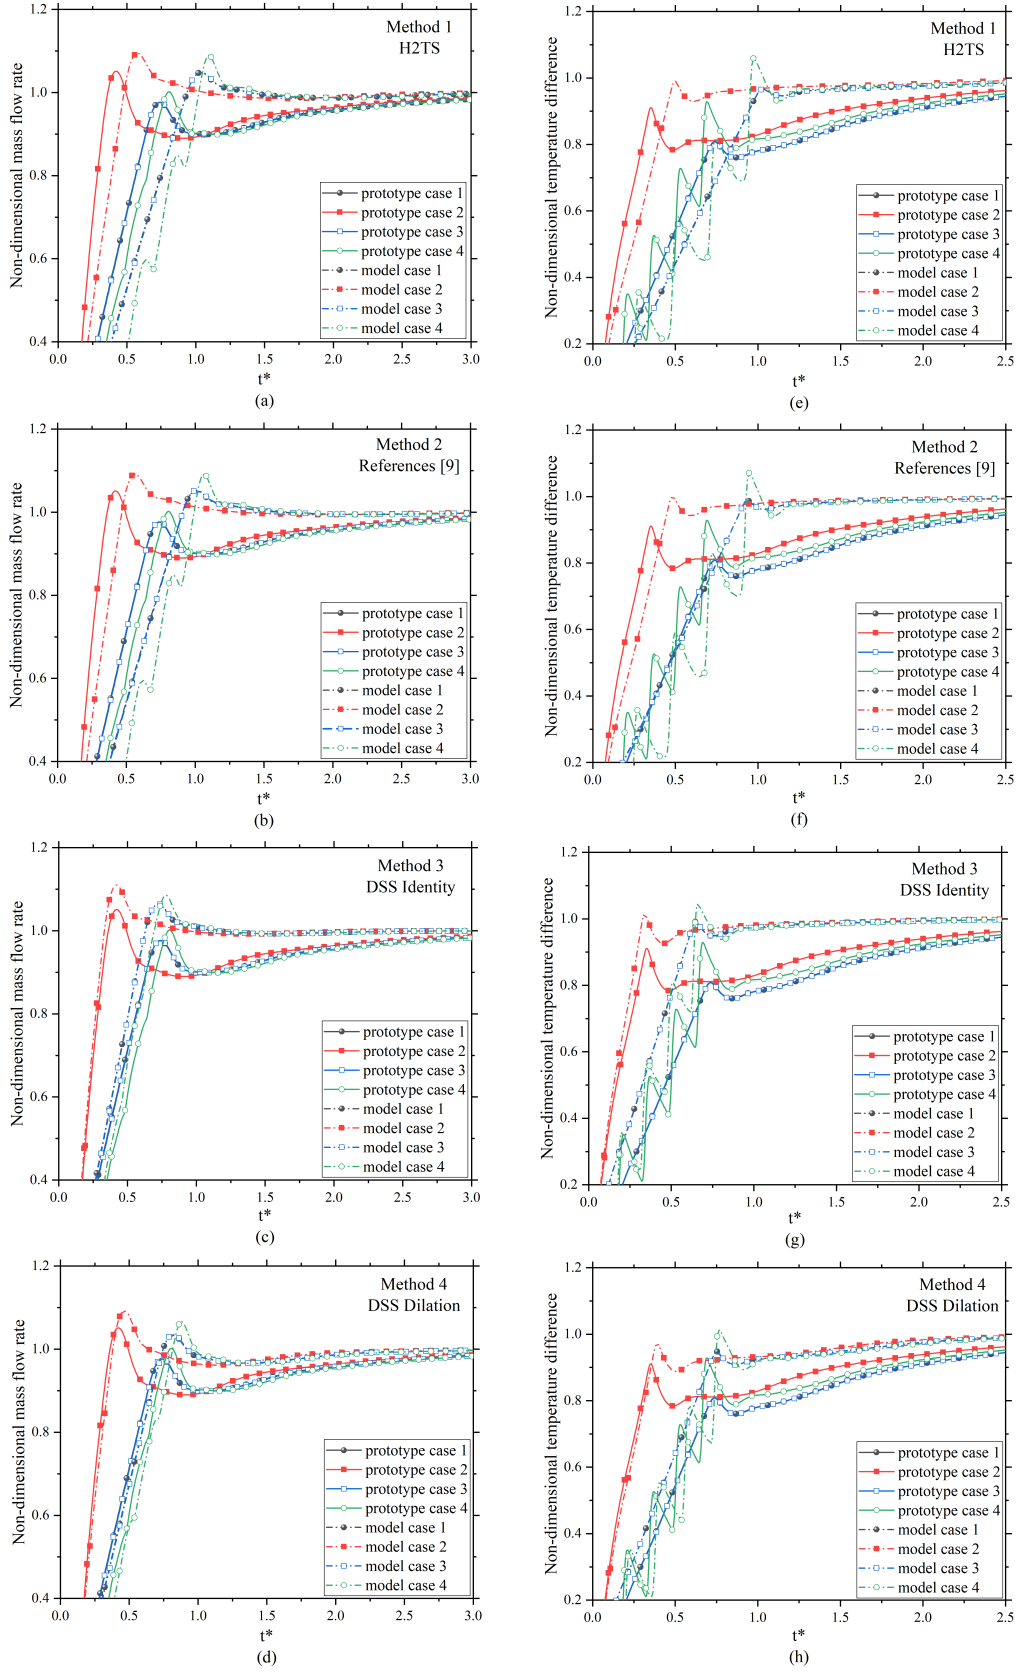 Method 1
H2TS
Non-dimensional mass flow rate
1.2
1.0
0.8
0.6
0.4
prototype case 1
prototype case 2
prototype case 3
prototype case 4
model case 1
model case 2
model case 3
model case 4
0.0 0.5 1.0 1.5 2.0 2.5 3.0
t*
(a)
Method 1
H2TS
Non-dimensional temperature difference
1.2
1.0
0.8
0.6
0.4
0.2
prototype case 1
prototype case 2
prototype case 3
prototype case 4
model case 1
model case 2
model case 3
model case 4
0.0 0.5 1.0 1.5 2.0 2.5
t*
(e)
Method 2
References [9]
Non-dimensional mass flow rate
1.2
1.0
0.8
0.6
0.4
prototype case 1
prototype case 2
prototype case 3
prototype case 4
model case 1
model case 2
model case 3
model case 4
0.0 0.5 1.0 1.5 2.0 2.5 3.0
t*
(b)
Method 2
References [9]
Non-dimensional temperature difference
1.2
1.0
0.8
0.6
0.4
0.2
prototype case 1
prototype case 2
prototype case 3
prototype case 4
model case 1
model case 2
model case 3
model case 4
0.0 0.5 1.0 1.5 2.0 2.5
t*
(f)
Method 3
DSS Identity
Non-dimensional mass flow rate
1.2
1.0
0.8
0.6
0.4
prototype case 1
prototype case 2
prototype case 3
prototype case 4
model case 1
model case 2
model case 3
model case 4
0.0 0.5 1.0 1.5 2.0 2.5 3.0
t*
(c)
Method 3
DSS Identity
Non-dimensional temperature difference
1.2
1.0
0.8
0.6
0.4
0.2
prototype case 1
prototype case 2
prototype case 3
prototype case 4
model case 1
model case 2
model case 3
model case 4
0.0 0.5 1.0 1.5 2.0 2.5
t*
(g)
Method 4
DSS Dilation
Non-dimensional mass flow rate
1.2
1.0
0.8
0.6
0.4
prototype case 1
prototype case 2
prototype case 3
prototype case 4
model case 1
model case 2
model case 3
model case 4
0.0 0.5 1.0 1.5 2.0 2.5 3.0
t*
(d)
Method 4
DSS Dilation
Non-dimensional temperature difference
1.2
1.0
0.8
0.6
0.4
0.2
prototype case 1
prototype case 2
prototype case 3
prototype case 4
model case 1
model case 2
model case 3
model case 4
0.0 0.5 1.0 1.5 2.0 2.5
t*
(h)